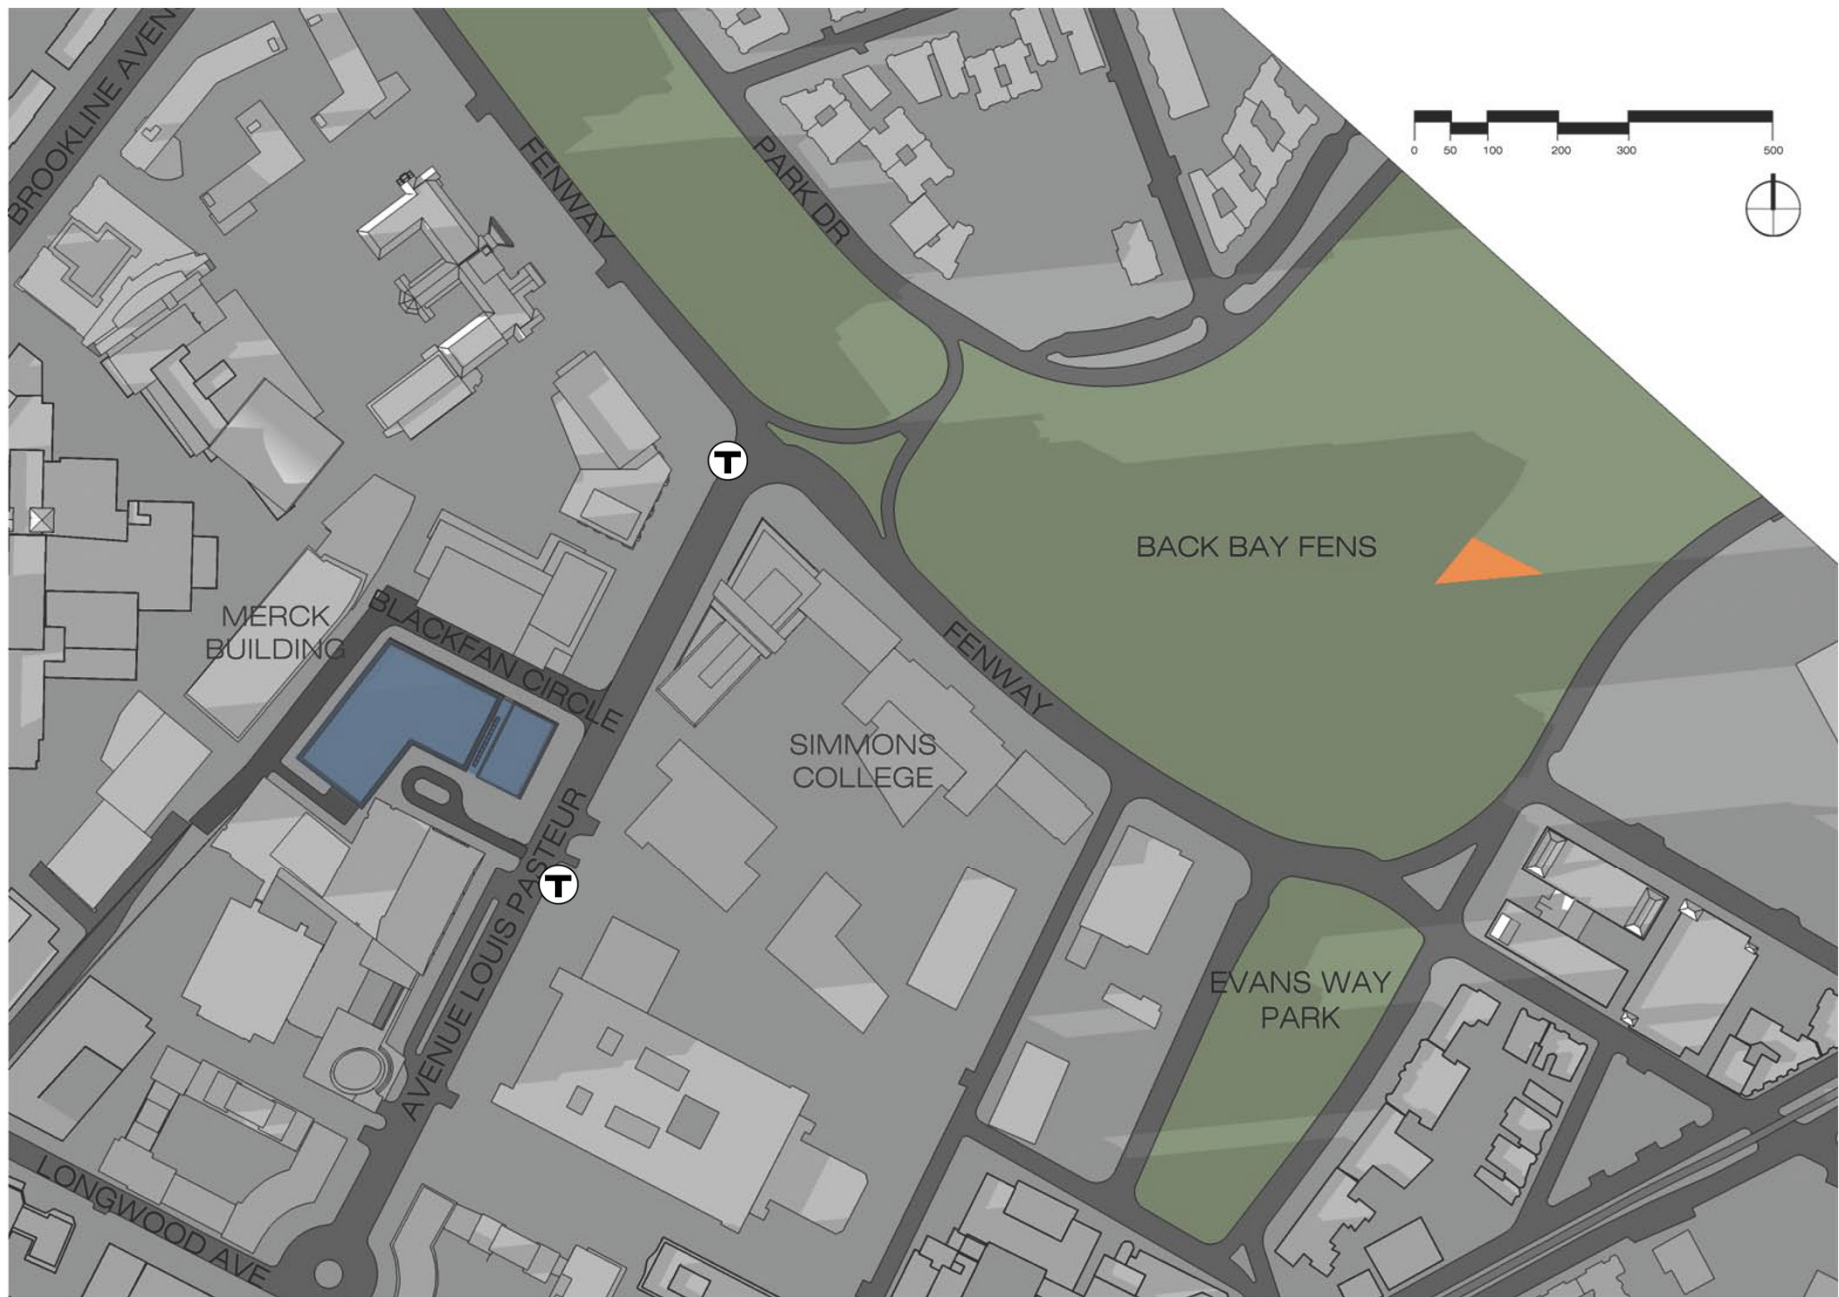 BROOKLINE AVEN
FENWAY
PARK DR
0 50 100 200 300 500
T
BACK BAY FENS
MERCK
BUILDING
BLACKFAN CIRCLE
FENWAY
SIMMONS
COLLEGE
AVENUE LOUIS PASTEUR
T
EVANS WAY
PARK
LONGWOOD AVE